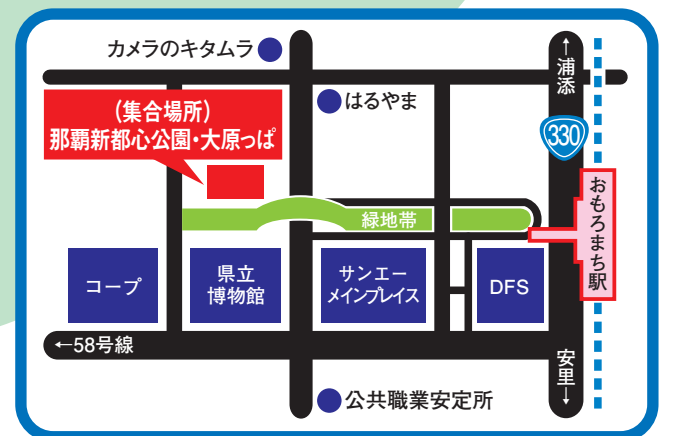 カメラのキタムラ
はるやま
(集合場所)
那覇新都心公園・大原っぱ
↑
浦添
330
おもろまち駅
緑地帯
コープ
県立
博物館
サンエー
メインプレイス
DFS
←58号線
安里
↓
公共職業安定所